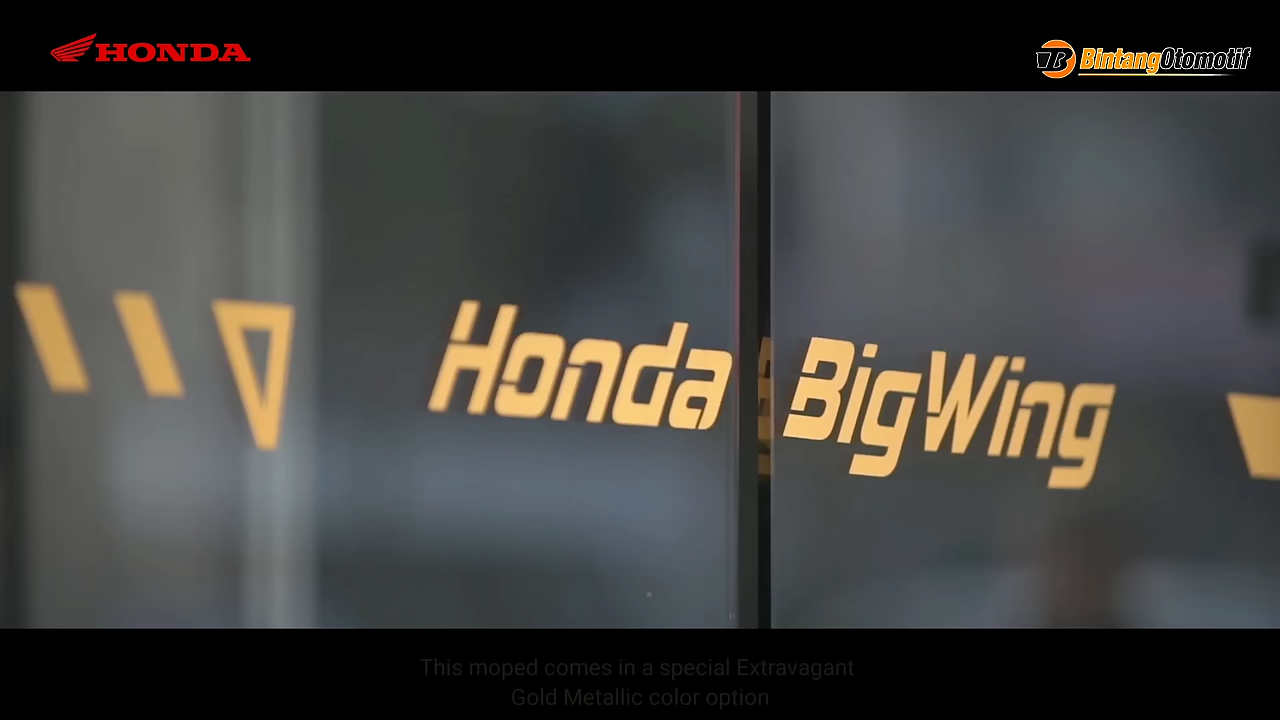 HONDA
BintangOtomotif
Honda BigWing
This moped comes in a special Extravagant
Gold Metallic color option